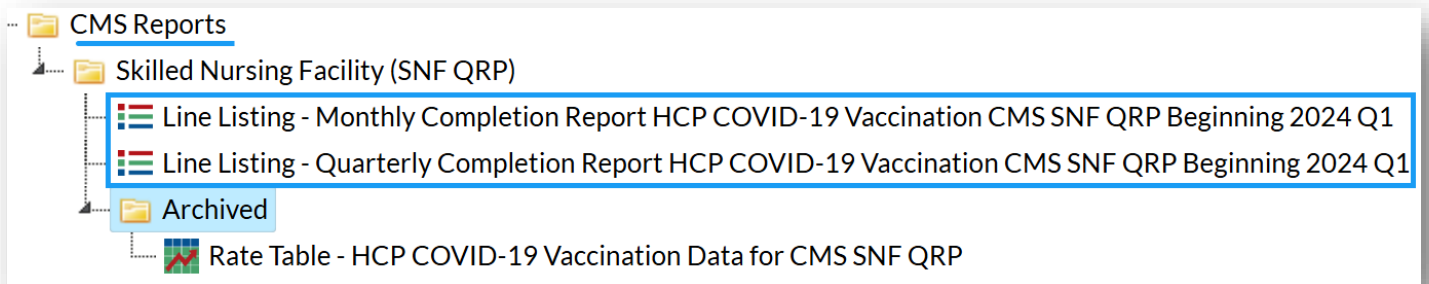 CMS Reports
Skilled Nursing Facility (SNF QRP)
Line Listing - Monthly Completion Report HCP COVID-19 Vaccination CMS SNF QRP Beginning 2024 Q1
Line Listing - Quarterly Completion Report HCP COVID-19 Vaccination CMS SNF QRP Beginning 2024 Q1
Archived
Rate Table - HCP COVID-19 Vaccination Data for CMS SNF QRP